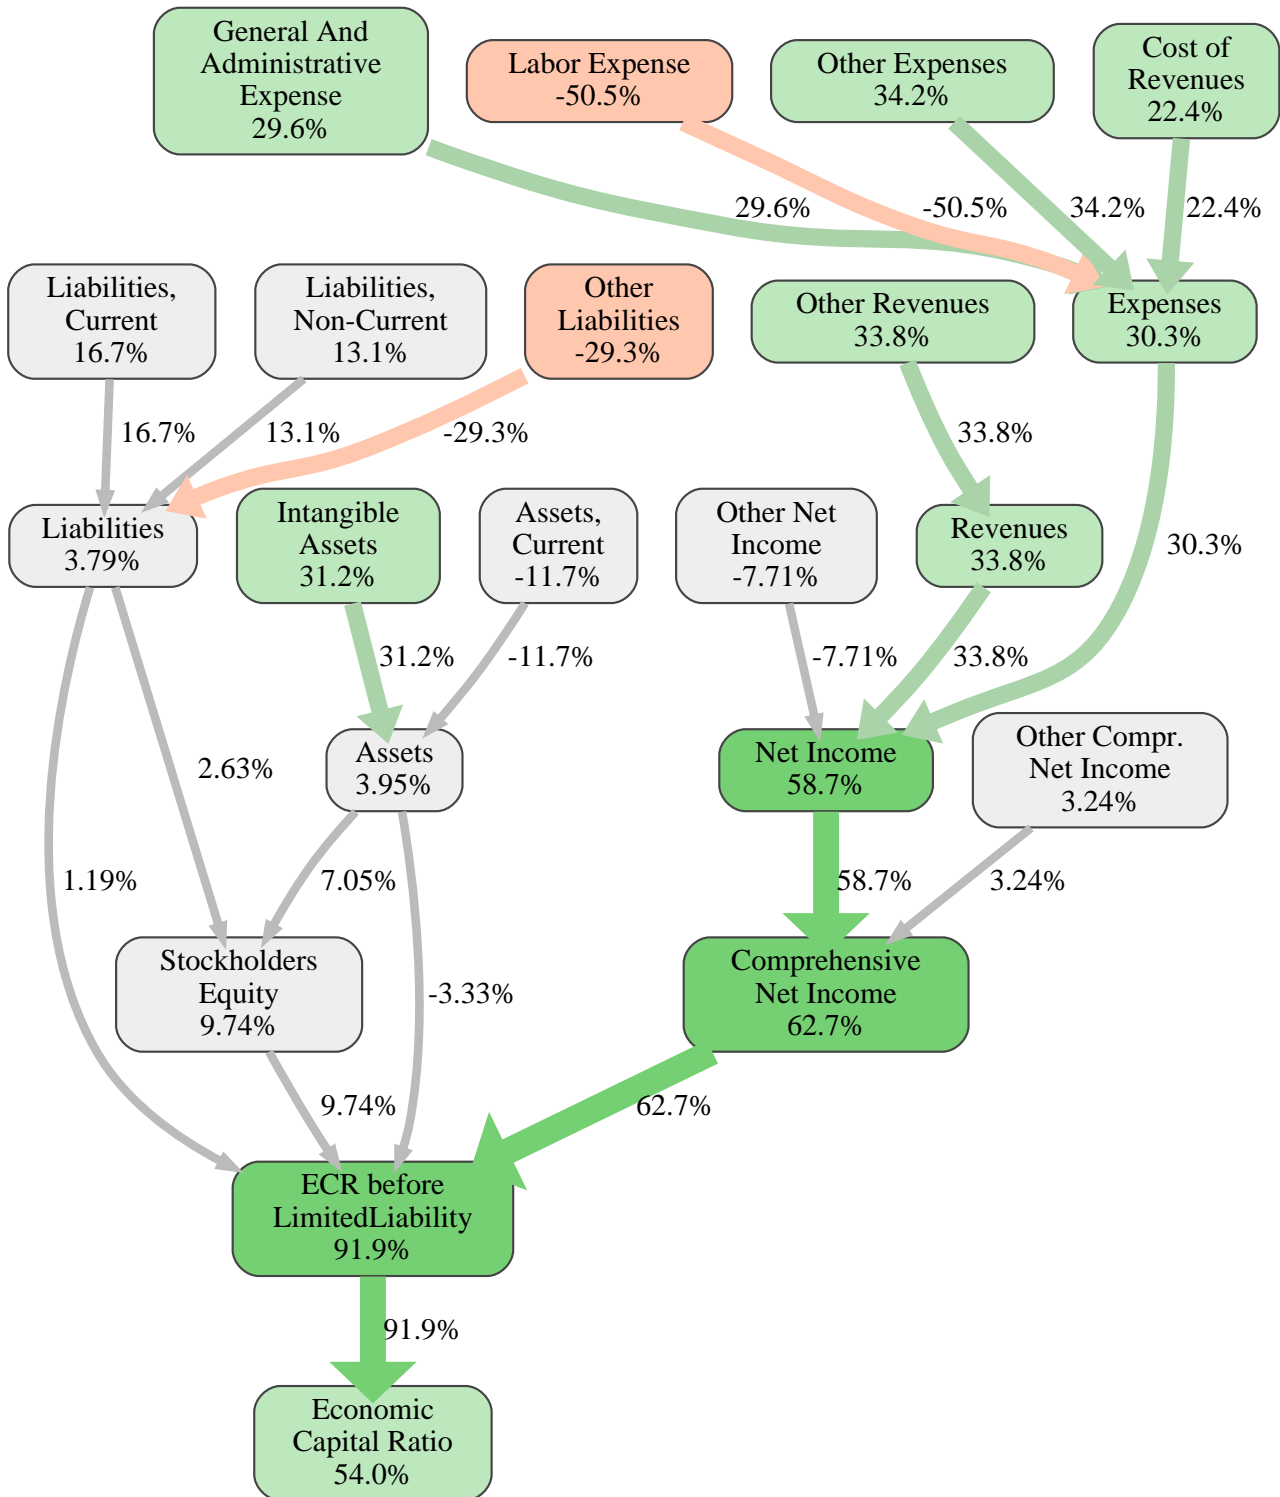 General And
Administrative
Expense
29.6%
Labor Expense
-50.5%
Other Expenses
34.2%
Cost of
Revenues
22.4%
29.6%
-50.5%
34.2%
22.4%
Liabilities,
Current
16.7%
Liabilities,
Non-Current
13.1%
Other
Liabilities
-29.3%
Other Revenues
33.8%
Expenses
30.3%
16.7%
13.1%
-29.3%
33.8%
30.3%
Liabilities
3.79%
Intangible
Assets
31.2%
Assets,
Current
-11.7%
Other Net
Income
-7.71%
Revenues
33.8%
31.2%
-11.7%
-7.71%
33.8%
2.63%
Assets
3.95%
Net Income
58.7%
Other Compr.
Net Income
3.24%
1.19%
7.05%
58.7%
3.24%
Stockholders
Equity
9.74%
-3.33%
Comprehensive
Net Income
62.7%
9.74%
62.7%
ECR before
LimitedLiability
91.9%
91.9%
Economic
Capital Ratio
54.0%